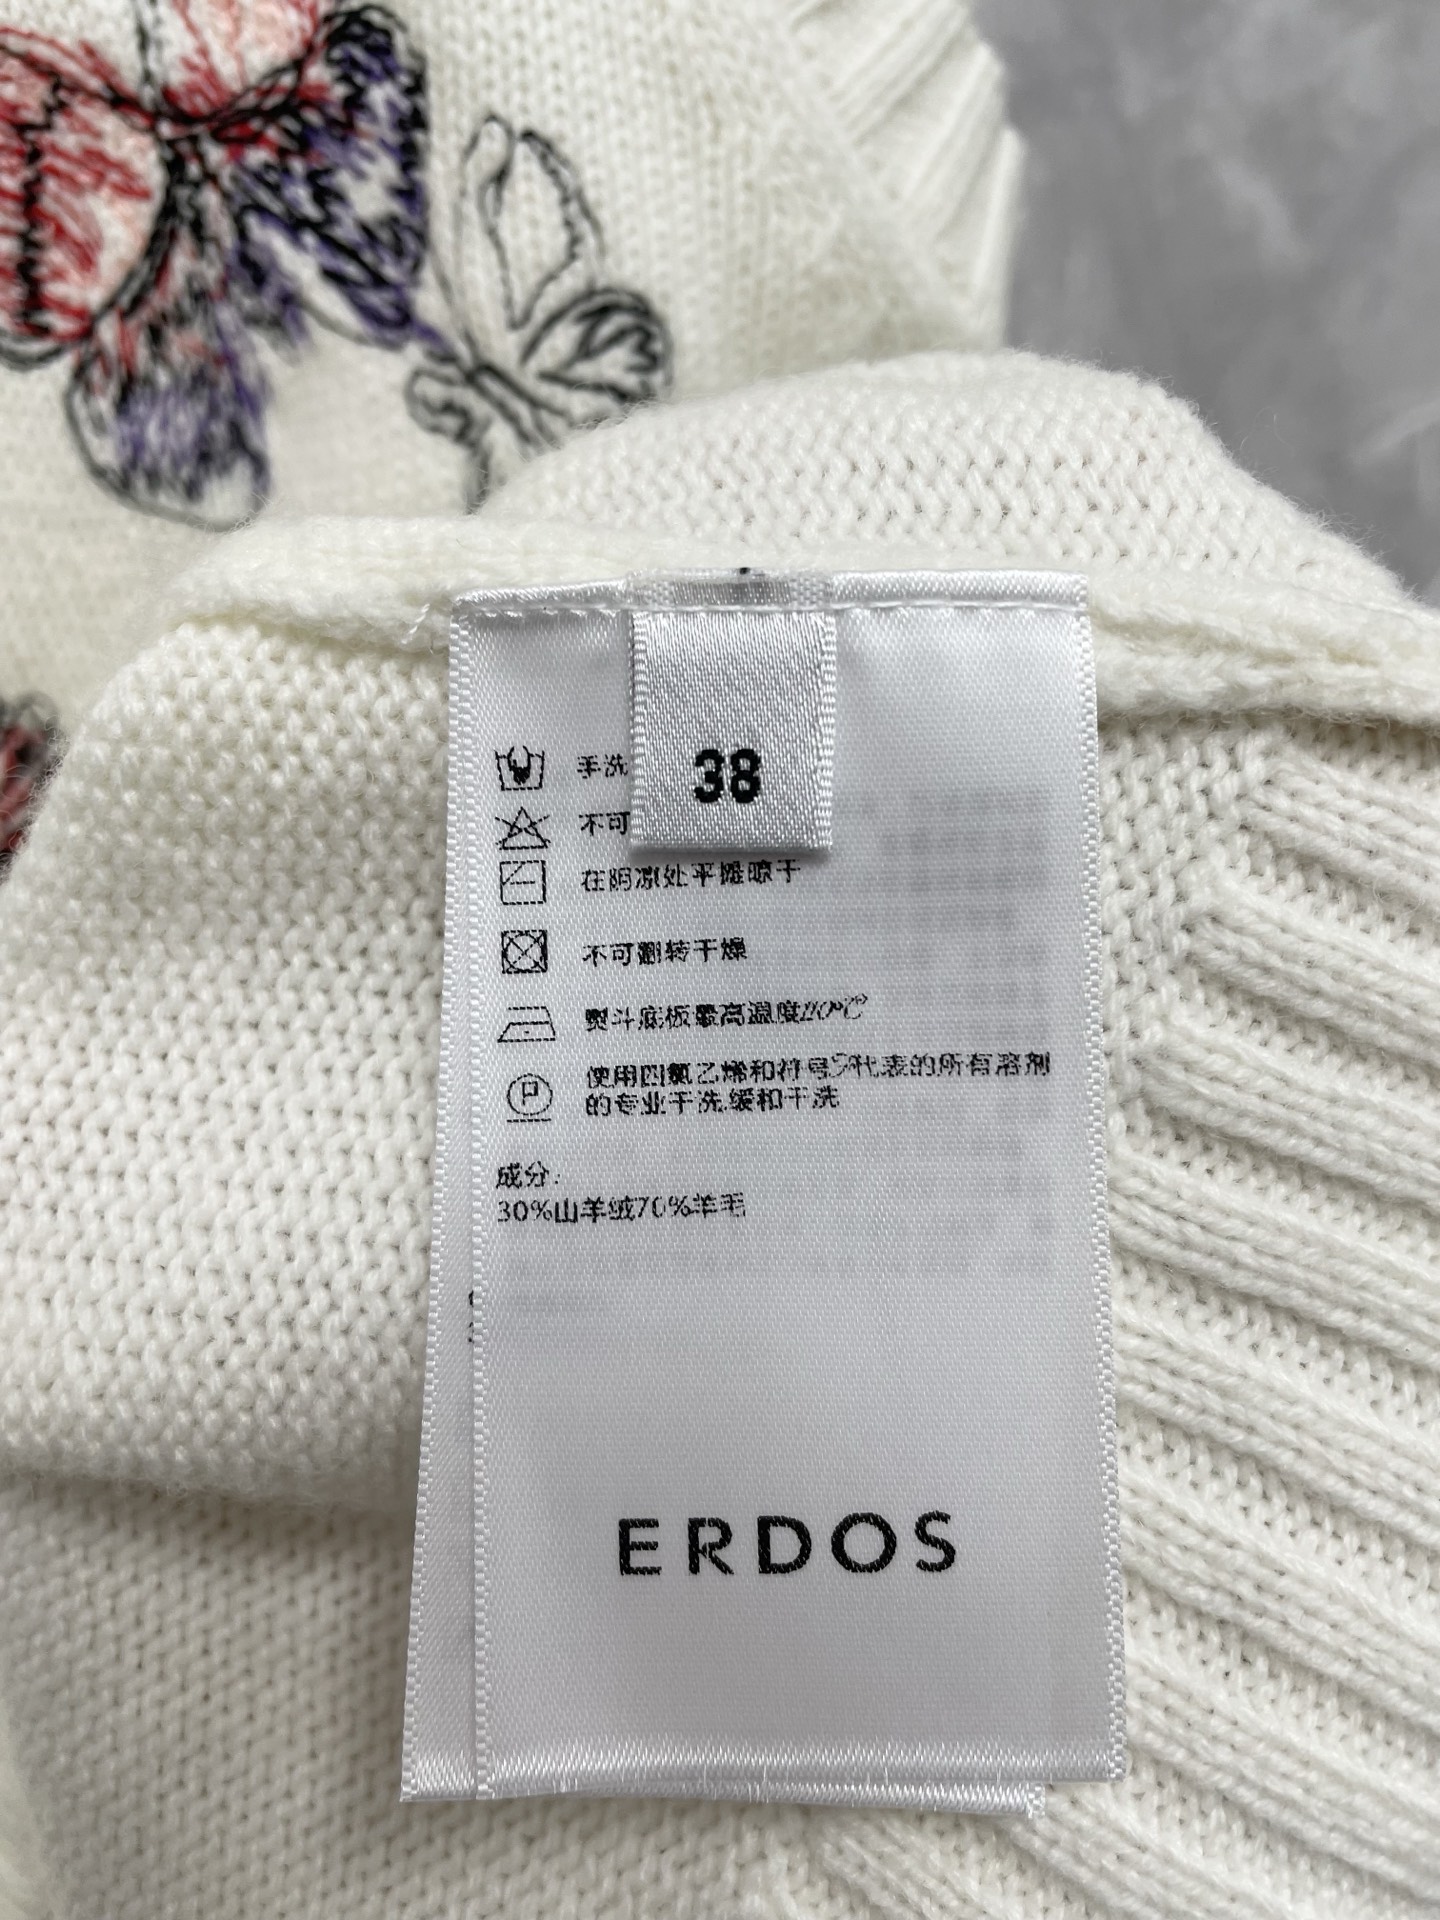 38
手洗
不可
在阴凉处平摊晾干
不可翻转干燥
熨斗底板最高温度110℃
使用四氯乙烯和符号F代表的所有溶剂
的专业干洗,缓和干洗
成分:
30%山羊绒70%羊毛
ERDOS